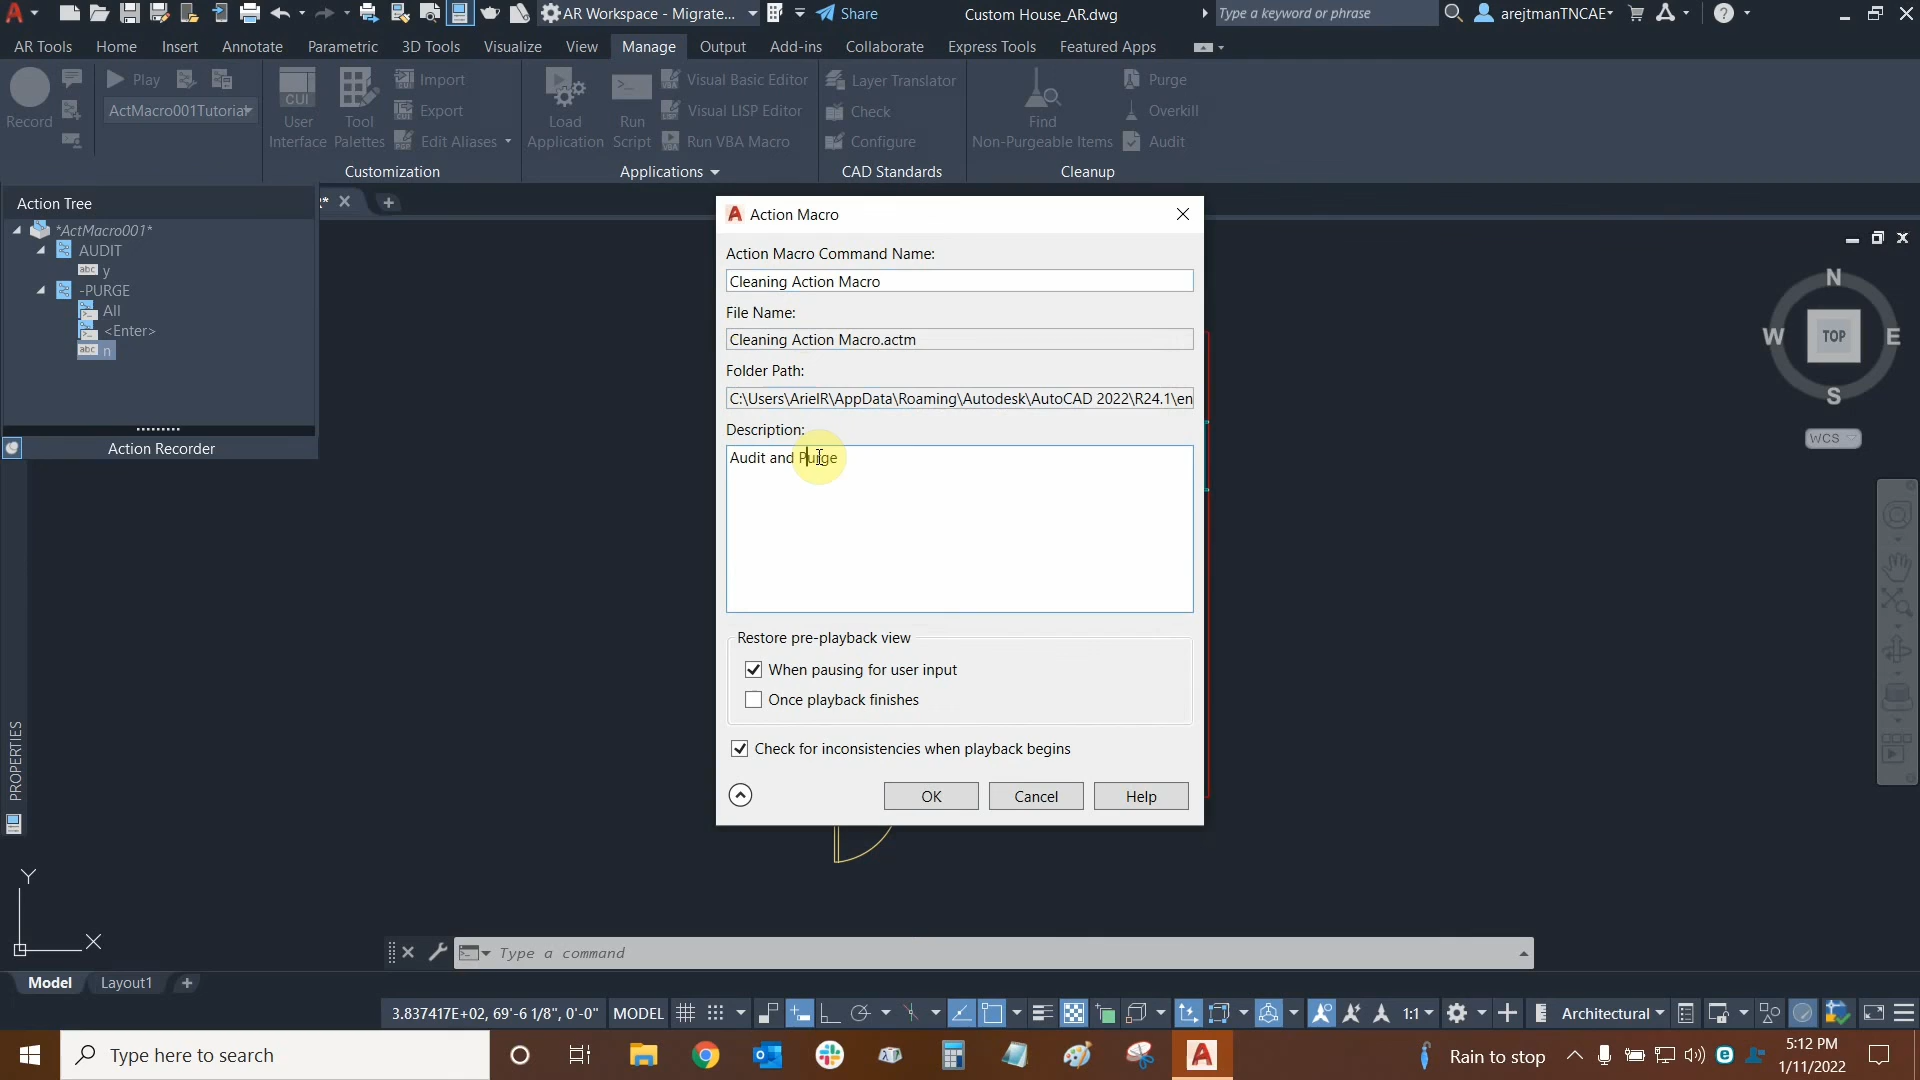 AR Workspace - Migrate...
Share
Custom House_AR.dwg
Type a keyword or phrase
arejtmanTNCAE
AR Tools
Home
Insert
Annotate
Parametric
3D Tools
Visualize
View
Manage
Output
Add-ins
Collaborate
Express Tools
Featured Apps
Record
Play
ActMacro001Tutorial
CUI
User
Interface
Tool
Palettes
Import
Export
Edit Aliases
Customization
Load
Application
Run
Script
Visual Basic Editor
Visual LISP Editor
Run VBA Macro
Applications
Layer Translator
Check
Configure
CAD Standards
Find
Non-Purgeable Items
Purge
Overkill
Audit
Cleanup
Action Tree
*ActMacro001*
AUDIT
abc y
-PURGE
All
<Enter>
abc n
Action Recorder
Action Macro
Action Macro Command Name:
Cleaning Action Macro
File Name:
Cleaning Action Macro.actm
Folder Path:
C:\Users\ArielR\AppData\Roaming\Autodesk\AutoCAD 2022\R24.1\en
Description:
Audit and Purge
Restore pre-playback view
When pausing for user input
Once playback finishes
Check for inconsistencies when playback begins
OK
Cancel
Help
N
W
TOP
E
S
WCS
PROPERTIES
Y
X
Type a command
Model
Layout1
3.837417E+02, 69'-6 1/8", 0'-0"
MODEL
1:1
Architectural
Type here to search
Rain to stop
5:12 PM
1/11/2022